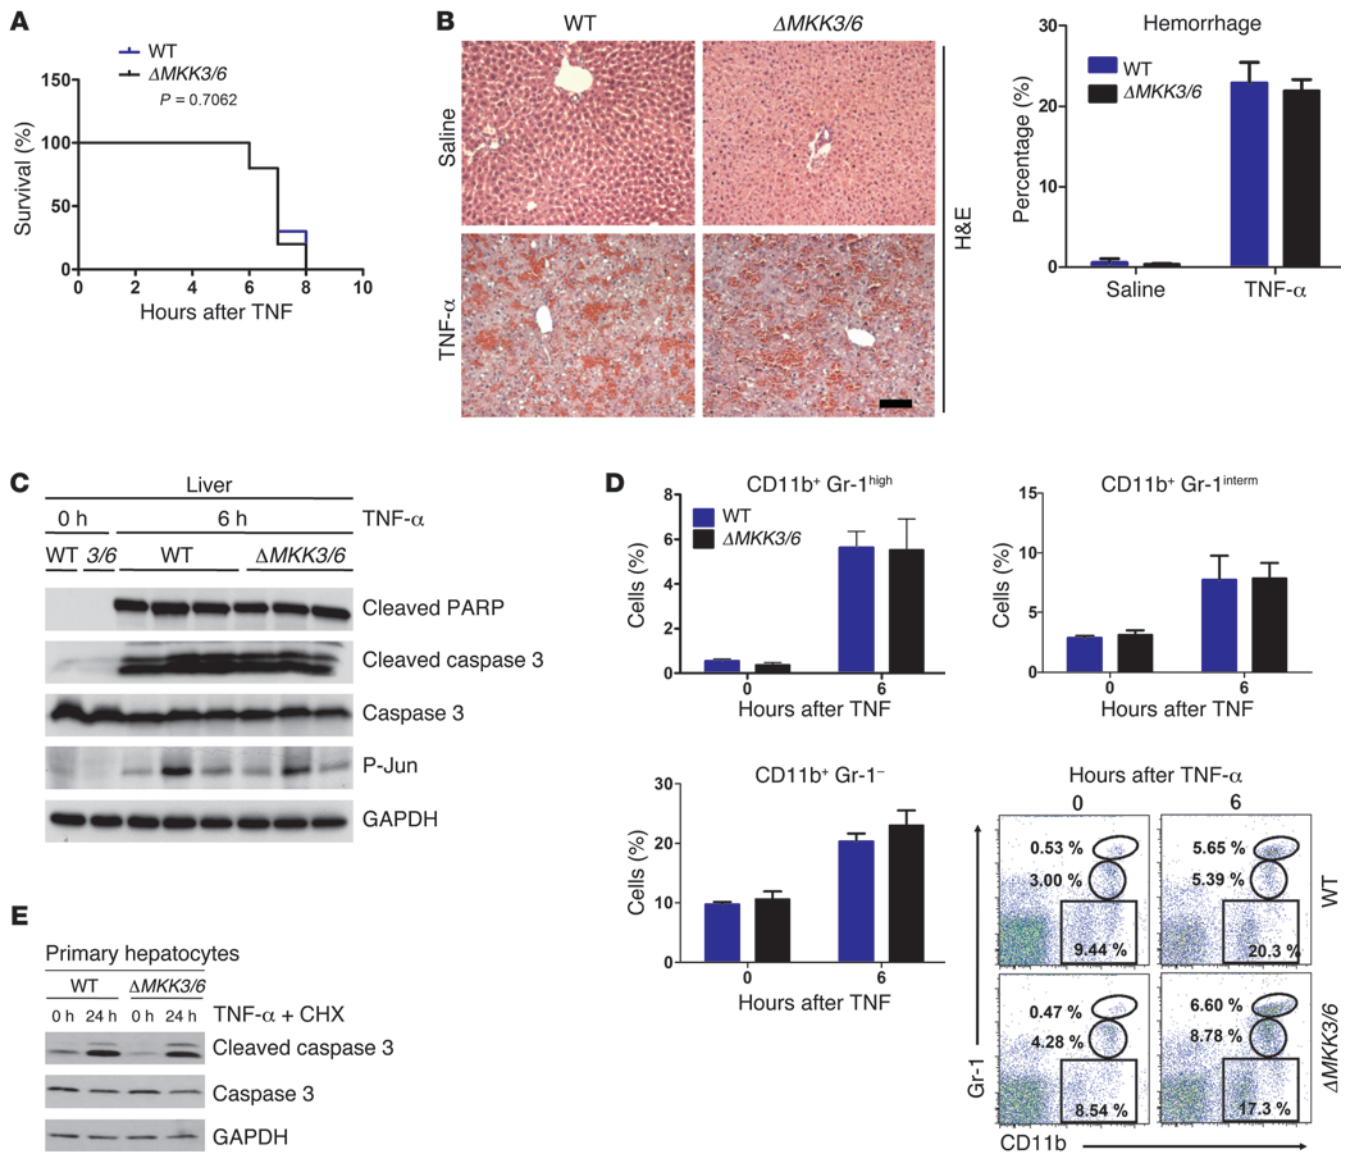 A
WT
ΔMKK3/6
P = 0.7062
150
100
50
0
Survival (%)
0 2 4 6 8 10
Hours after TNF
B
WT ΔMKK3/6
Saline
TNF-α
H&E
Hemorrhage
WT
ΔMKK3/6
30
20
10
0
Percentage (%)
Saline TNF-α
C
Liver
0 h 6 h TNF-α
WT 3/6 WT ΔMKK3/6
Cleaved PARP
Cleaved caspase 3
Caspase 3
P-Jun
GAPDH
D
CD11b⁺ Gr-1ʰⁱᵍʰ
WT
ΔMKK3/6
8
6
4
2
0
Cells (%)
0 6
Hours after TNF
CD11b⁺ Gr-1ⁱⁿᵗᵉʳᵐ
15
10
5
0
Cells (%)
0 6
Hours after TNF
CD11b⁺ Gr-1⁻
30
20
10
0
Cells (%)
0 6
Hours after TNF
Hours after TNF-α
0 6
0.53 % 5.65 %
3.00 % 5.39 %
9.44 % 20.3 %
WT
0.47 % 6.60 %
4.28 % 8.78 %
8.54 % 17.3 %
ΔMKK3/6
Gr-1
CD11b
E
Primary hepatocytes
WT ΔMKK3/6
0 h 24 h 0 h 24 h TNF-α + CHX
Cleaved caspase 3
Caspase 3
GAPDH